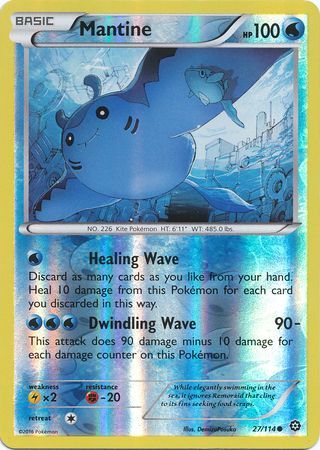 BASIC
Mantine
HP 100
NO. 226 Kite Pokémon HT: 6'11" WT: 485.0 lbs.
Healing Wave
Discard as many cards as you like from your hand.
Heal 10 damage from this Pokémon for each card
you discarded in this way.
Dwindling Wave 90-
This attack does 90 damage minus 10 damage for
each damage counter on this Pokémon.
weakness resistance
×2 -20
retreat
While elegantly swimming in the
sea, it ignores Remoraid that cling
to its fins seeking food scraps.
©2016 Pokémon
Illus. DemizuPosuka
27/114